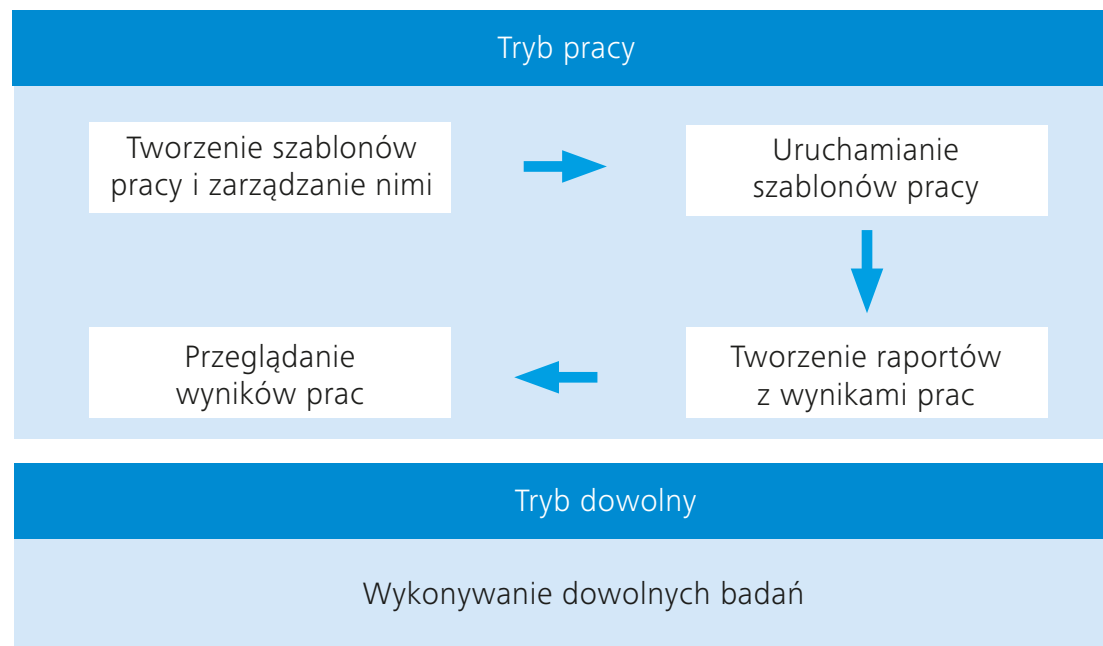 Tryb pracy
Tworzenie szablonów
pracy i zarządzanie nimi
Uruchamianie
szablonów pracy
Przeglądanie
wyników prac
Tworzenie raportów
z wynikami prac
Tryb dowolny
Wykonywanie dowolnych badań